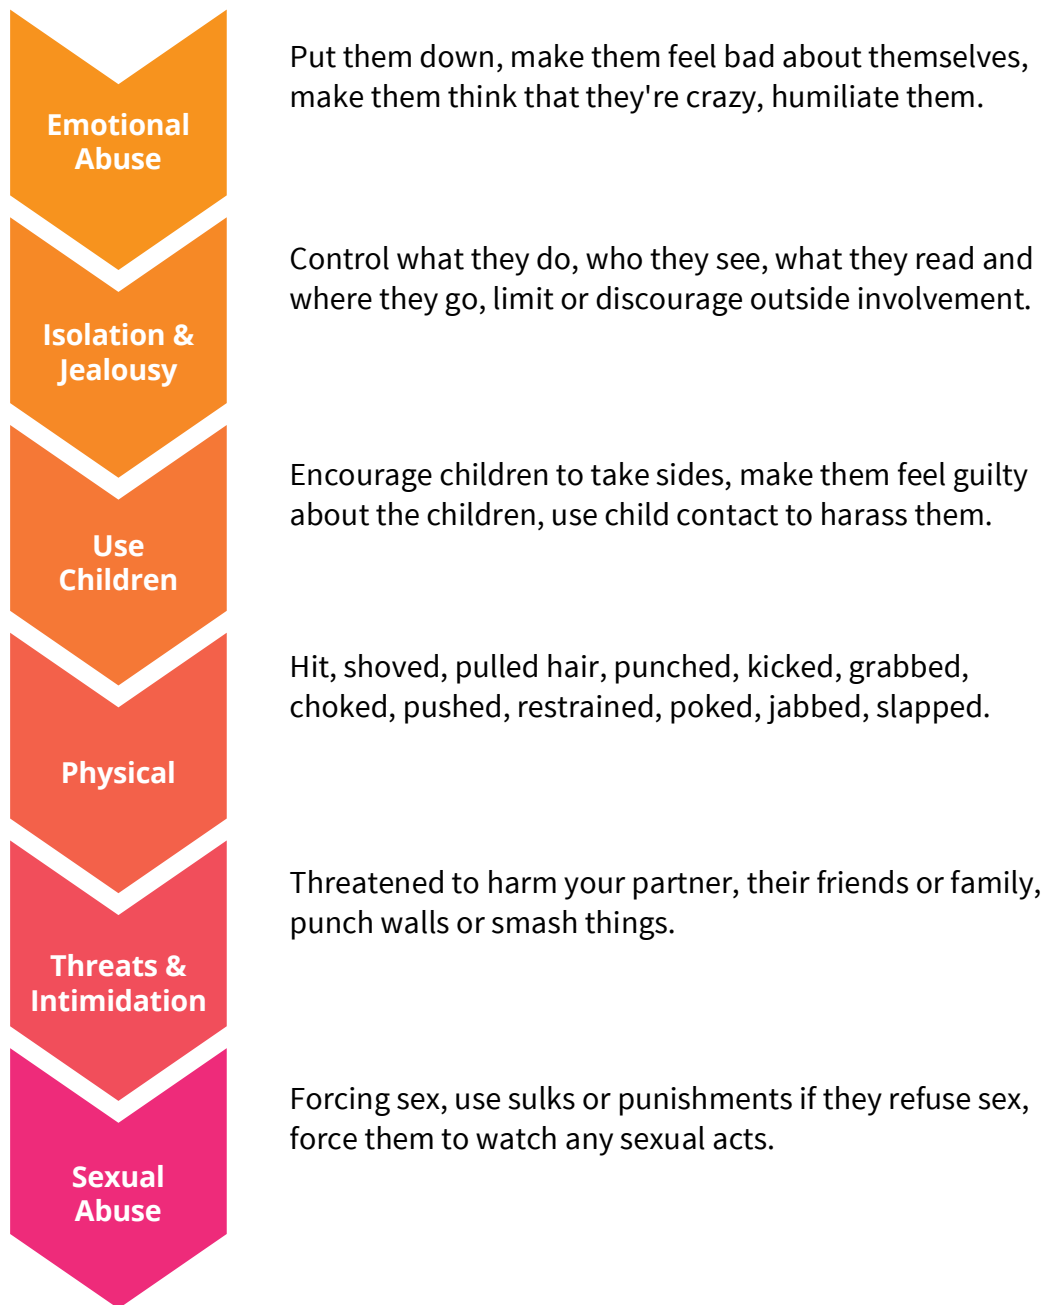 Emotional
Abuse
Put them down, make them feel bad about themselves,
make them think that they're crazy, humiliate them.
Isolation &
Jealousy
Control what they do, who they see, what they read and
where they go, limit or discourage outside involvement.
Use
Children
Encourage children to take sides, make them feel guilty
about the children, use child contact to harass them.
Physical
Hit, shoved, pulled hair, punched, kicked, grabbed,
choked, pushed, restrained, poked, jabbed, slapped.
Threats &
Intimidation
Threatened to harm your partner, their friends or family,
punch walls or smash things.
Sexual
Abuse
Forcing sex, use sulks or punishments if they refuse sex,
force them to watch any sexual acts.